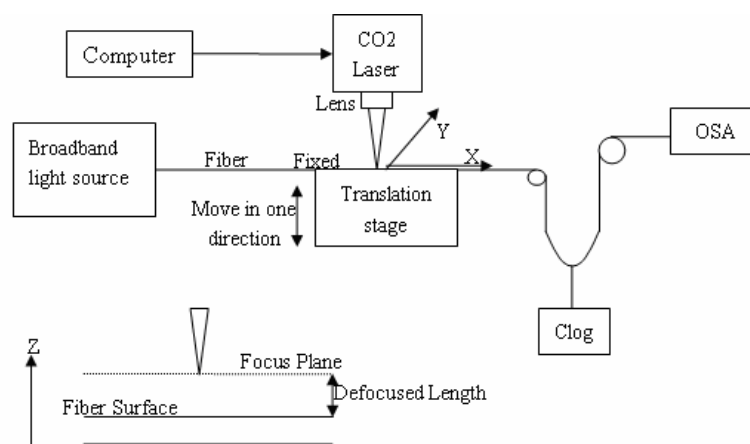 Computer
CO2
Laser
Lens
Broadband
light source
Fiber
Fixed
Y
X
OSA
Translation
stage
Move in one
direction
Clog
Z
Focus Plane
Defocused Length
Fiber Surface